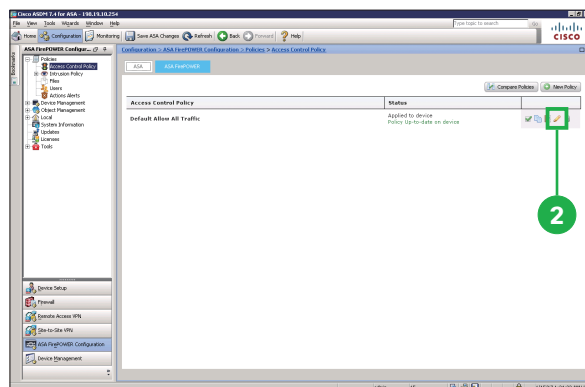 Cisco ASDM 7.4 for ASA - 198.19.10.254
File View Tools Wizards Window Help
Type topic to search
Home Configuration Monitoring Save ASA Changes Refresh Back Forward Help
CISCO
Bookmarks
ASA FirePOWER Configur...
Configuration > ASA FirePOWER Configuration > Policies > Access Control Policy
Policies
Access Control Policy
Intrusion Policy
Files
Users
Actions Alerts
Device Management
Object Management
Local
System Information
Updates
Licenses
Tools
ASA
ASA FirePOWER
Compare Policies
New Policy
Access Control Policy
Status
Default Allow All Traffic
Applied to device
Policy Up-to-date on device
2
Device Setup
Firewall
Remote Access VPN
Site-to-Site VPN
ASA FirePOWER Configuration
Device Management